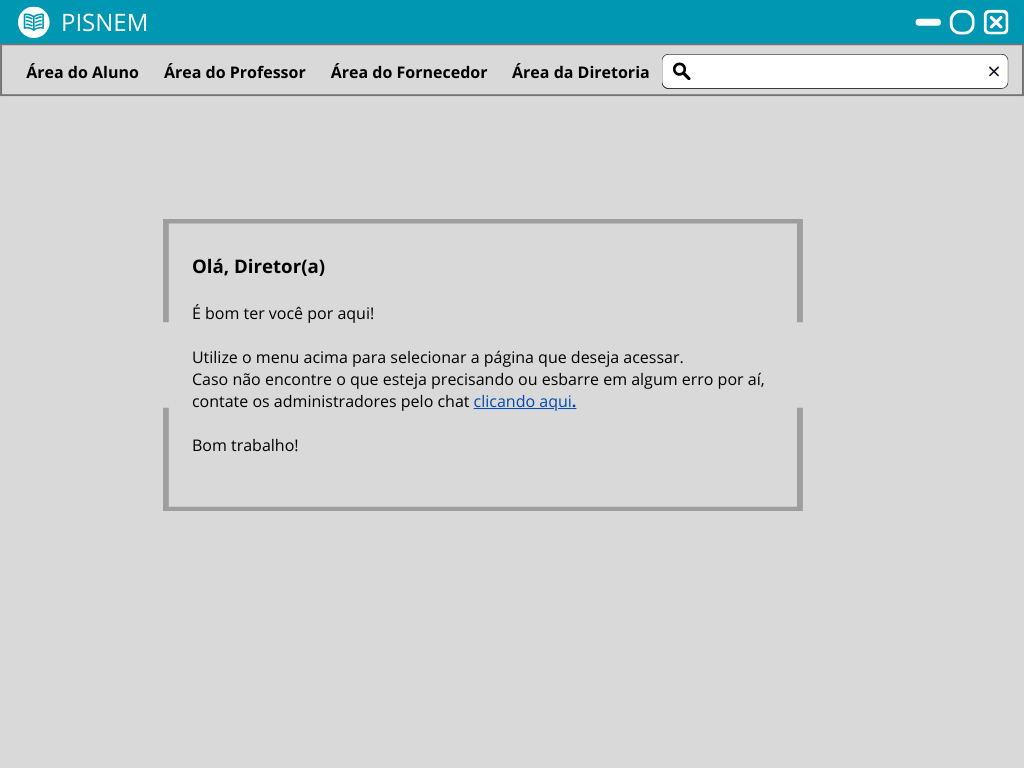 PISNEM
Área do Aluno Área do Professor Área do Fornecedor Área da Diretoria
Olá, Diretor(a)
É bom ter você por aqui!
Utilize o menu acima para selecionar a página que deseja acessar.
Caso não encontre o que esteja precisando ou esbarre em algum erro por aí,
contate os administradores pelo chat clicando aqui.
Bom trabalho!